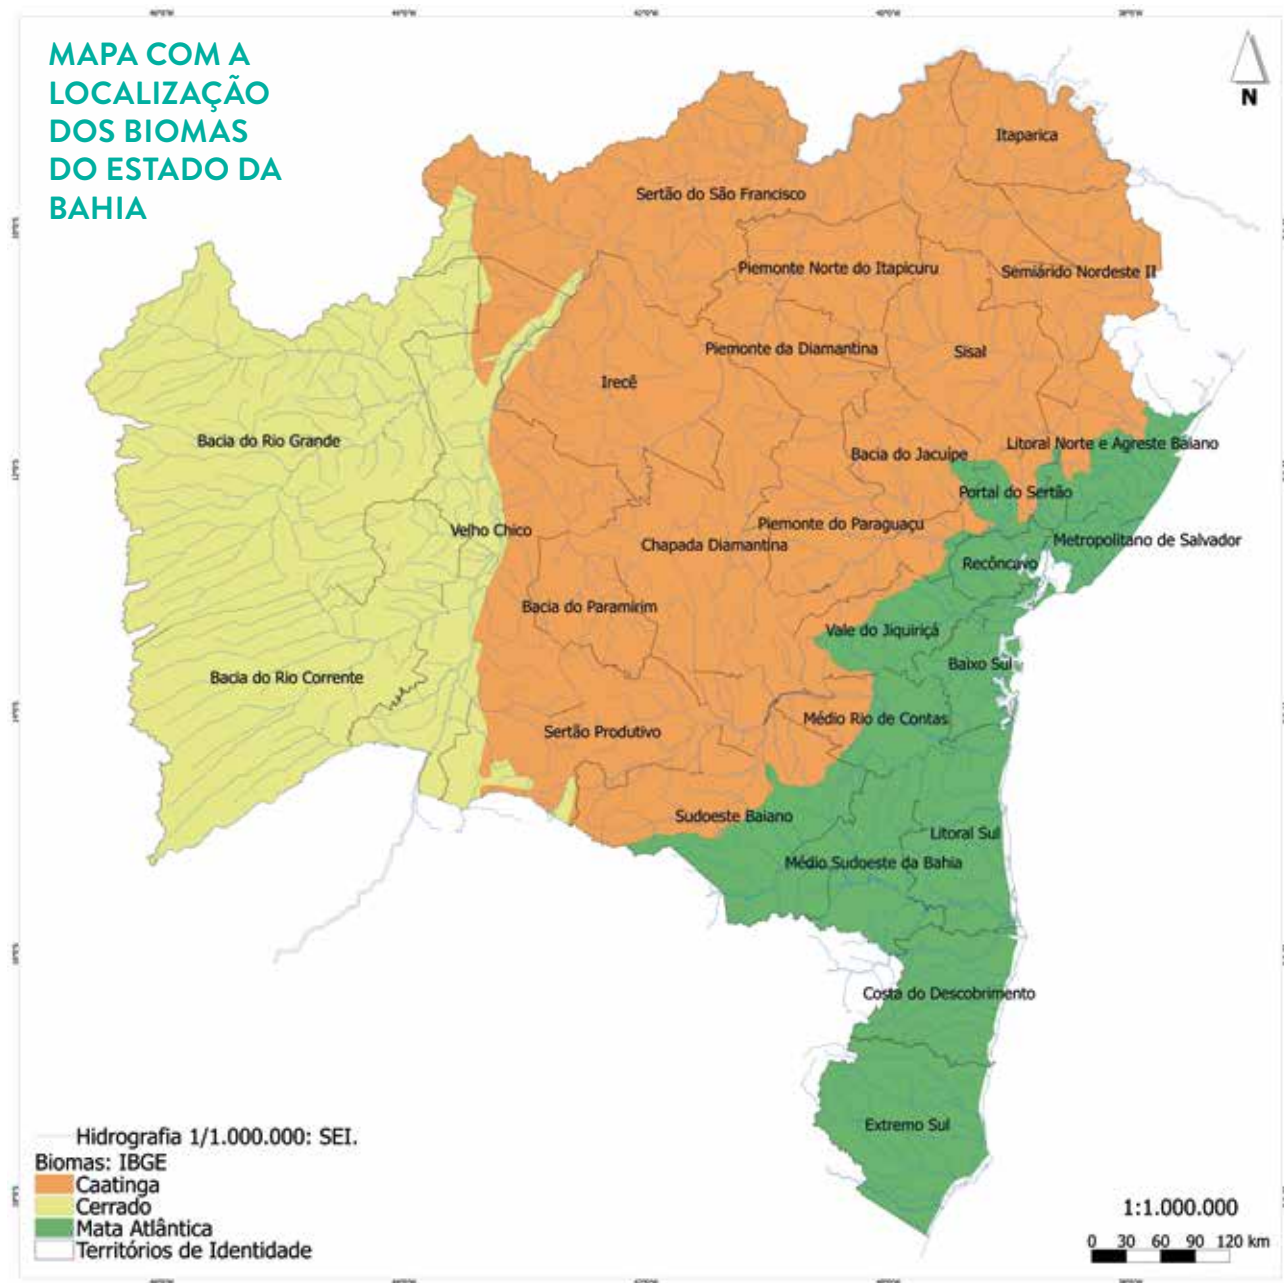 MAPA COM A
LOCALIZAÇÃO
DOS BIOMAS
DO ESTADO DA
BAHIA
N
Itaparica
Sertão do São Francisco
Piemonte Norte do Itapicuru
Semiárido Nordeste II
Piemonte da Diamantina
Sisal
Irecê
Bacia do Rio Grande
Litoral Norte e Agreste Baiano
Bacia do Jacuípe
Portal do Sertão
Velho Chico
Piemonte do Paraguaçu
Chapada Diamantina
Metropolitano de Salvador
Recôncavo
Bacia do Paramirim
Vale do Jiquiriçá
Baixo Sul
Bacia do Rio Corrente
Médio Rio de Contas
Sertão Produtivo
Sudoeste Baiano
Litoral Sul
Médio Sudoeste da Bahia
Costa do Descobrimento
Extremo Sul
Hidrografia 1/1.000.000: SEI.
Biomas: IBGE
Caatinga
Cerrado
Mata Atlântica
Territórios de Identidade
1:1.000.000
0 30 60 90 120 km